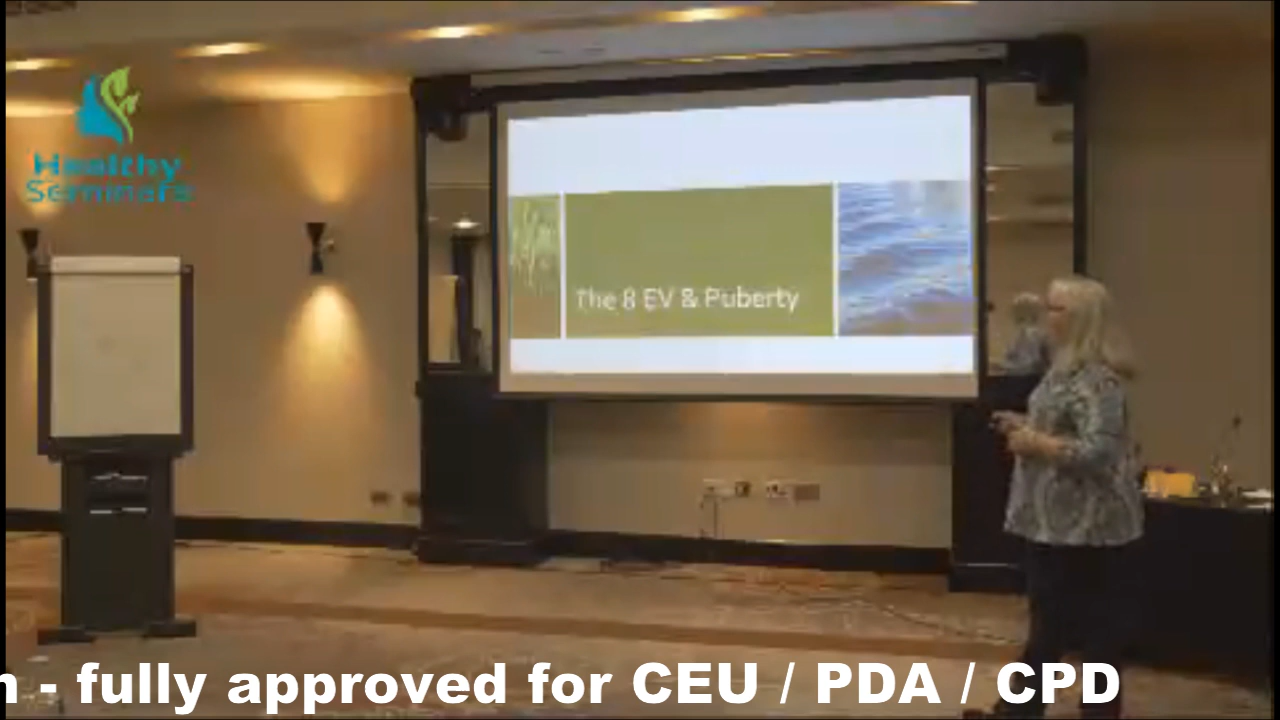 Healthy
Seminars
The 8 EV & Puberty
- fully approved for CEU / PDA / CPD